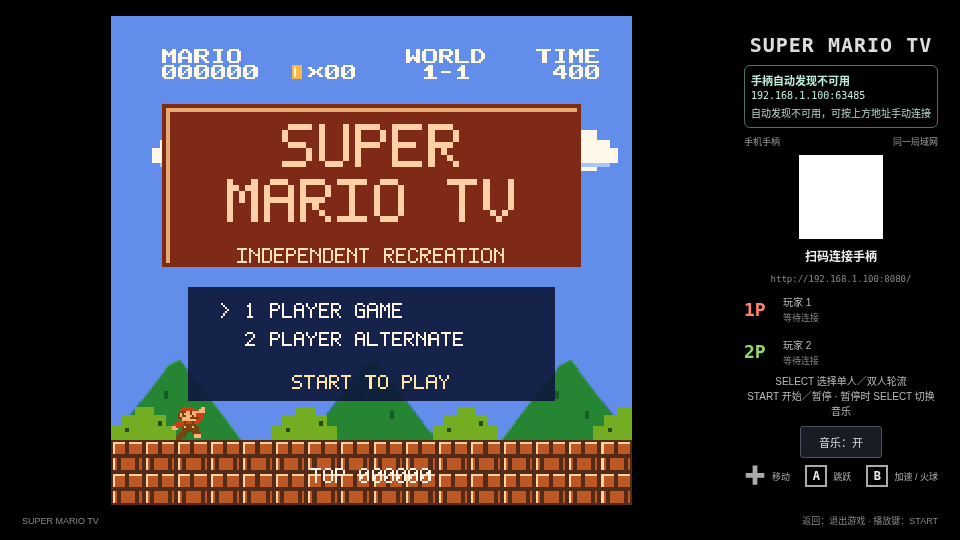 MARIO
000000
x00
WORLD
1-1
TIME
400
SUPER
MARIO TV
INDEPENDENT RECREATION
> 1 PLAYER GAME
2 PLAYER ALTERNATE
START TO PLAY
TOP 000000
SUPER MARIO TV
SUPER MARIO TV
手柄自动发现不可用
192.168.1.100:63485
自动发现不可用，可按上方地址手动连接
手机手柄
同一局域网
扫码连接手柄
http://192.168.1.100:8080/
1P
玩家 1
等待连接
2P
玩家 2
等待连接
SELECT 选择单人／双人轮流
START 开始／暂停 · 暂停时 SELECT 切换
音乐
音乐：开
移动
A
跳跃
B
加速 / 火球
返回：退出游戏 · 播放键：START